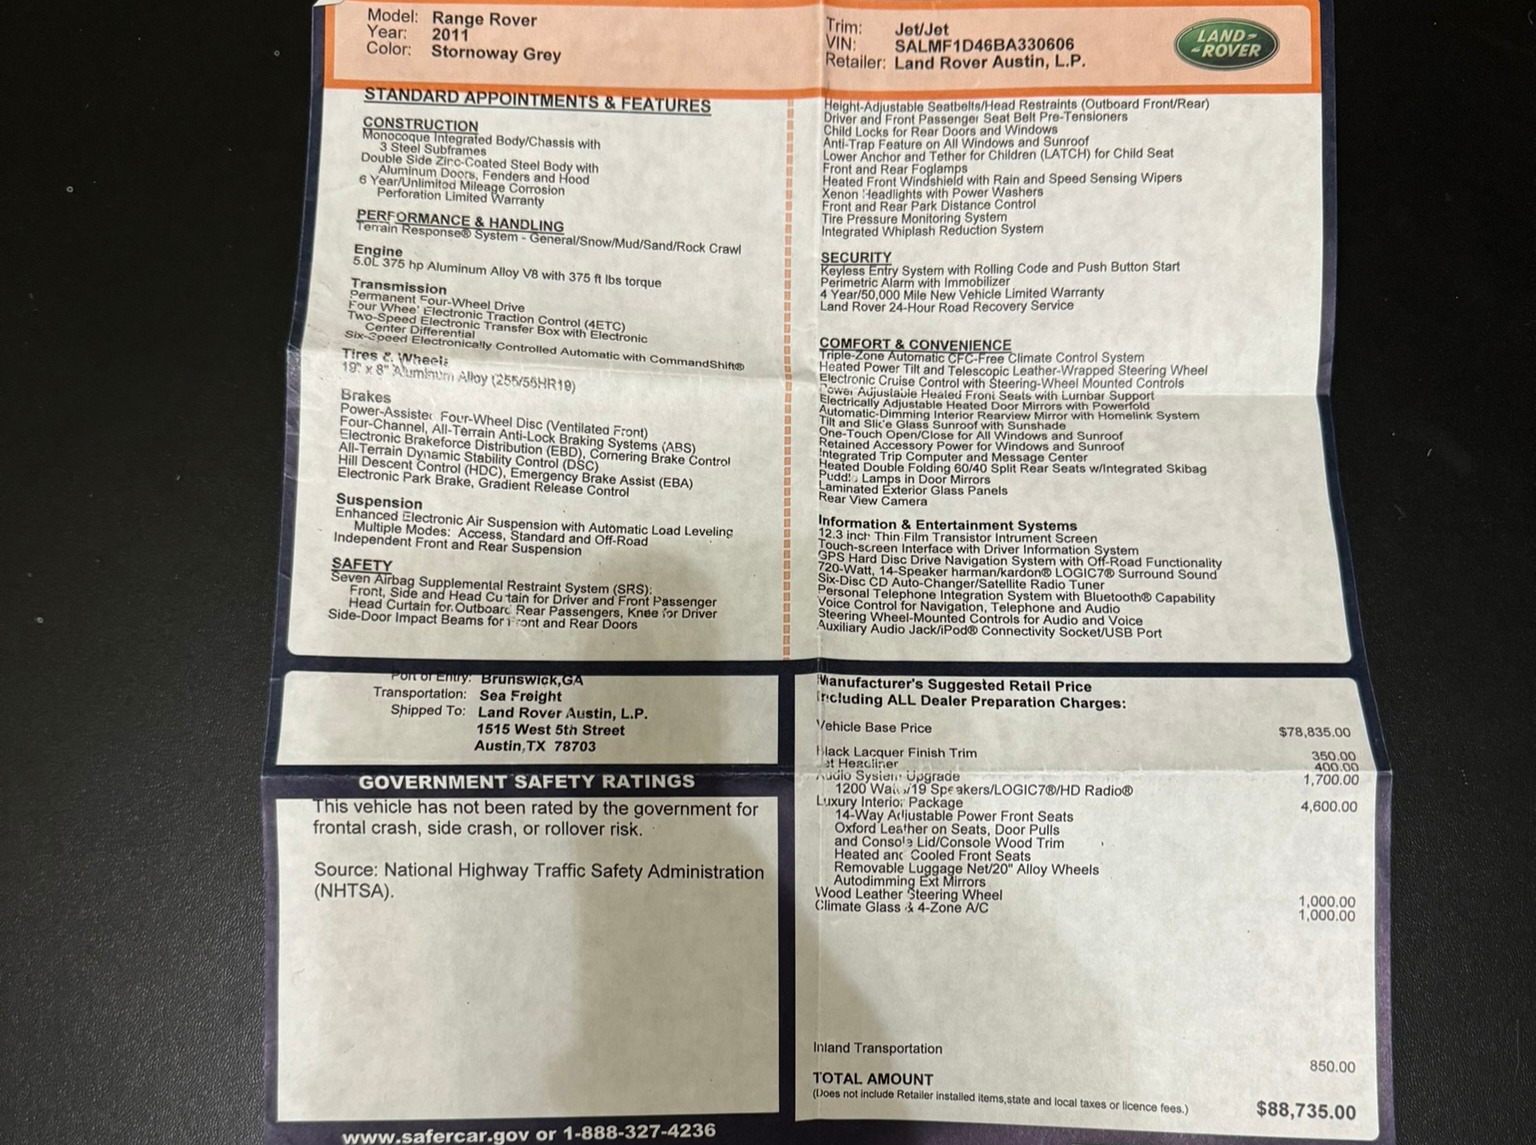 Model: Range Rover
Year: 2011
Color: Stornoway Grey
Trim: Jet/Jet
VIN: SALMF1D46BA330606
Retailer: Land Rover Austin, L.P.
LAND-
-ROVER
STANDARD APPOINTMENTS & FEATURES
CONSTRUCTION
Monocoque Integrated Body/Chassis with
3 Steel Subframes
Double Side Zinc-Coated Steel Body with
Aluminum Doors, Fenders and Hood
6 Year/Unlimited Mileage Corrosion
Perforation Limited Warranty
PERFORMANCE & HANDLING
Terrain Response® System - General/Snow/Mud/Sand/Rock Crawl
Engine
5.0L 375 hp Aluminum Alloy V8 with 375 ft lbs torque
Transmission
Permanent Four-Wheel Drive
Four Wheel Electronic Traction Control (4ETC)
Two-Speed Electronic Transfer Box with Electronic
Center Differential
Six-Speed Electronically Controlled Automatic with CommandShift®
Tires & Wheels
19" x 8" Aluminum Alloy (255/55HR19)
Brakes
Power-Assisted Four-Wheel Disc (Ventilated Front)
Four-Channel, All-Terrain Anti-Lock Braking Systems (ABS)
Electronic Brakeforce Distribution (EBD), Cornering Brake Control
All-Terrain Dynamic Stability Control (DSC)
Hill Descent Control (HDC), Emergency Brake Assist (EBA)
Electronic Park Brake, Gradient Release Control
Suspension
Enhanced Electronic Air Suspension with Automatic Load Leveling
Multiple Modes: Access, Standard and Off-Road
Independent Front and Rear Suspension
SAFETY
Seven Airbag Supplemental Restraint System (SRS):
Front, Side and Head Curtain for Driver and Front Passenger
Head Curtain for Outboard Rear Passengers, Knee for Driver
Side-Door Impact Beams for Front and Rear Doors
Height-Adjustable Seatbelts/Head Restraints (Outboard Front/Rear)
Driver and Front Passenger Seat Belt Pre-Tensioners
Child Locks for Rear Doors and Windows
Anti-Trap Feature on All Windows and Sunroof
Lower Anchor and Tether for Children (LATCH) for Child Seat
Front and Rear Foglamps
Heated Front Windshield with Rain and Speed Sensing Wipers
Xenon Headlights with Power Washers
Front and Rear Park Distance Control
Tire Pressure Monitoring System
Integrated Whiplash Reduction System
SECURITY
Keyless Entry System with Rolling Code and Push Button Start
Perimetric Alarm with Immobilizer
4 Year/50,000 Mile New Vehicle Limited Warranty
Land Rover 24-Hour Road Recovery Service
COMFORT & CONVENIENCE
Triple-Zone Automatic CFC-Free Climate Control System
Heated Power Tilt and Telescopic Leather-Wrapped Steering Wheel
Electronic Cruise Control with Steering-Wheel Mounted Controls
Power Adjustable Heated Front Seats with Lumbar Support
Electrically Adjustable Heated Door Mirrors with Powerfold
Automatic-Dimming Interior Rearview Mirror with Homelink System
Tilt and Slide Glass Sunroof with Sunshade
One-Touch Open/Close for All Windows and Sunroof
Retained Accessory Power for Windows and Sunroof
Integrated Trip Computer and Message Center
Heated Double Folding 60/40 Split Rear Seats w/Integrated Skibag
Puddle Lamps in Door Mirrors
Laminated Exterior Glass Panels
Rear View Camera
Information & Entertainment Systems
12.3 inch Thin Film Transistor Intrument Screen
Touch-screen Interface with Driver Information System
GPS Hard Disc Drive Navigation System with Off-Road Functionality
720-Watt, 14-Speaker harman/kardon® LOGIC7® Surround Sound
Six-Disc CD Auto-Changer/Satellite Radio Tuner
Personal Telephone Integration System with Bluetooth® Capability
Voice Control for Navigation, Telephone and Audio
Steering Wheel-Mounted Controls for Audio and Voice
Auxiliary Audio Jack/iPod® Connectivity Socket/USB Port
Port of Entry: Brunswick,GA
Transportation: Sea Freight
Shipped To: Land Rover Austin, L.P.
1515 West 5th Street
Austin,TX 78703
GOVERNMENT SAFETY RATINGS
This vehicle has not been rated by the government for
frontal crash, side crash, or rollover risk.
Source: National Highway Traffic Safety Administration
(NHTSA).
www.safercar.gov or 1-888-327-4236
Manufacturer's Suggested Retail Price
Including ALL Dealer Preparation Charges:
Vehicle Base Price $78,835.00
Black Lacquer Finish Trim 350.00
Jet Headliner 400.00
Audio System Upgrade 1,700.00
1200 Watts/19 Speakers/LOGIC7®/HD Radio®
Luxury Interior Package 4,600.00
14-Way Adjustable Power Front Seats
Oxford Leather on Seats, Door Pulls
and Console Lid/Console Wood Trim
Heated and Cooled Front Seats
Removable Luggage Net/20" Alloy Wheels
Autodimming Ext Mirrors
Wood Leather Steering Wheel 1,000.00
Climate Glass & 4-Zone A/C 1,000.00
Inland Transportation 850.00
TOTAL AMOUNT
(Does not include Retailer installed items,state and local taxes or licence fees.) $88,735.00